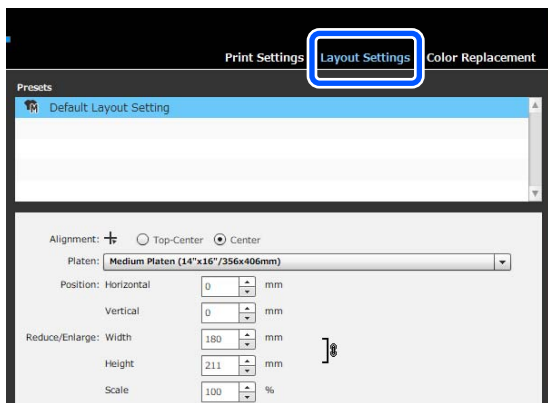 Print Settings Layout Settings Color Replacement
Presets
M Default Layout Setting
Alignment: Top-Center Center
Platen: Medium Platen (14"x16"/356x406mm)
Position: Horizontal 0 mm
Vertical 0 mm
Reduce/Enlarge: Width 180 mm
Height 211 mm
Scale 100 %